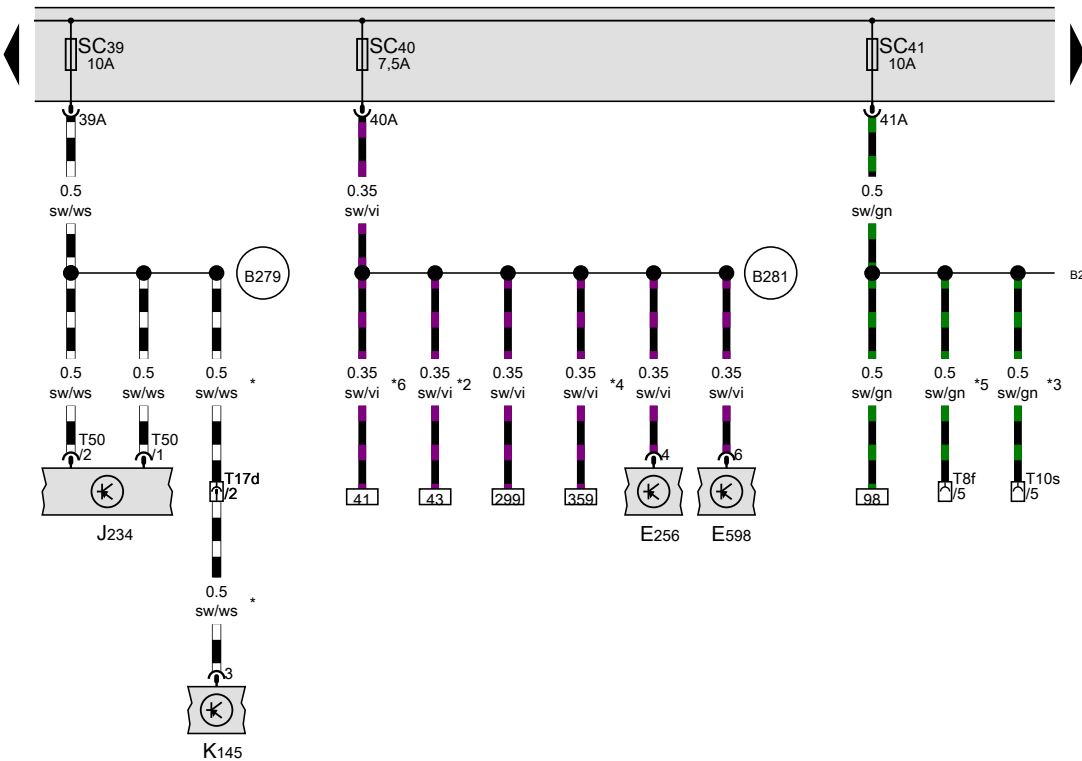 SC39 SC40 SC41
10A 7,5A 10A
39A 40A 41A
0.5 0.35 0.5
sw/ws sw/vi sw/gn
B279 B281 B2
0.5 0.5 0.5 * 0.35 *6 0.35 *2 0.35 0.35 *4 0.35 0.35 0.5 0.5 *5 0.5 *3
sw/ws sw/ws sw/ws sw/vi sw/vi sw/vi sw/vi sw/vi sw/vi sw/gn sw/gn sw/gn
T50 T50 4 6
/2 /1
T17d T8f T10s
/2 /5 /5
41 43 299 359 98
J234 E256 E598
0.5
sw/ws *
3
K145